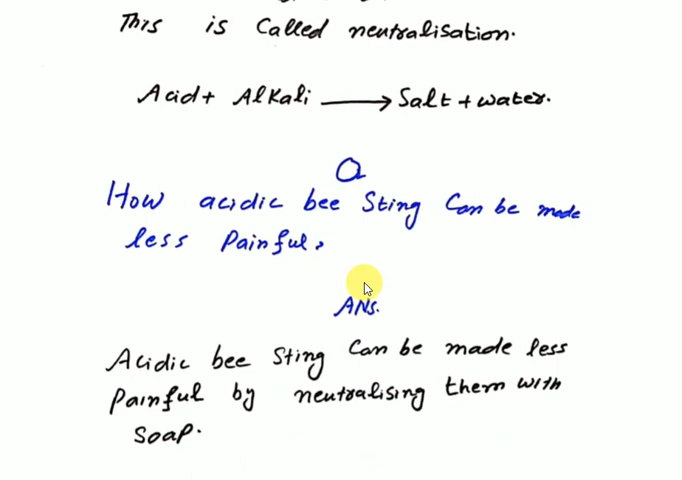 This is Called neutralisation.
Acid + Alkali ⟶ Salt + water.
Q
How acidic bee Sting Can be made
less Painful?
ANs.
Acidic bee Sting Can be made less
Painful by neutralising them with
Soap.